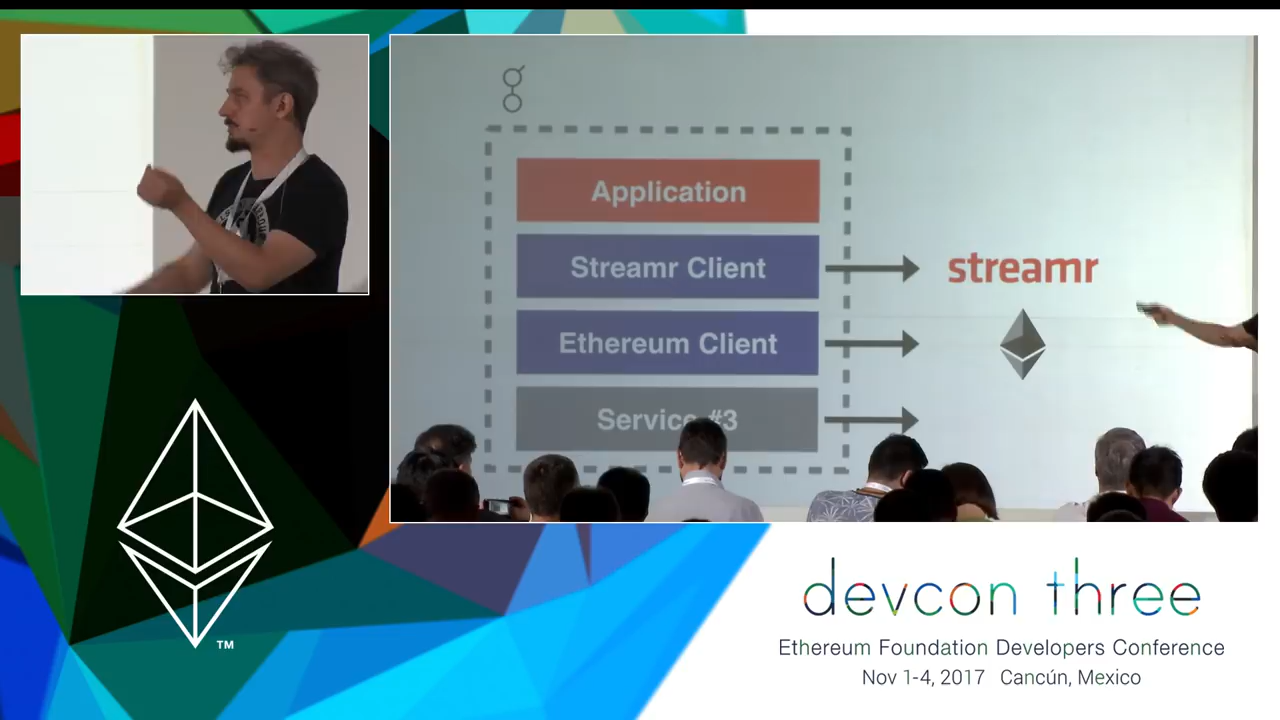 Application
Streamr Client
streamr
Ethereum Client
Service #3
TM
devcon three
Ethereum Foundation Developers Conference
Nov 1-4, 2017 Cancún, Mexico